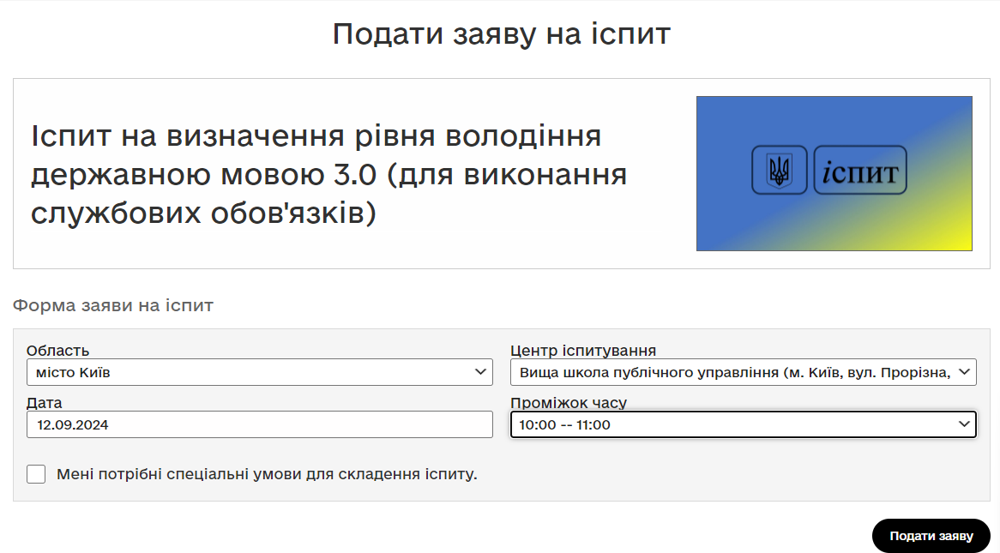 Подати заяву на іспит
Іспит на визначення рівня володіння
державною мовою 3.0 (для виконання
службових обов'язків)
іспит
Форма заяви на іспит
Область
Центр іспитування
місто Київ
Вища школа публічного управління (м. Київ, вул. Прорізна,
Дата
Проміжок часу
12.09.2024
10:00 -- 11:00
Мені потрібні спеціальні умови для складення іспиту.
Подати заяву